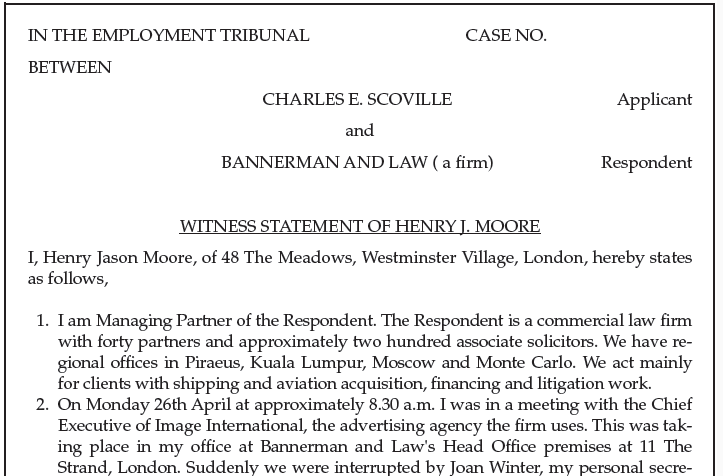 IN THE EMPLOYMENT TRIBUNAL CASE NO.
BETWEEN
CHARLES E. SCOVILLE Applicant
and
BANNERMAN AND LAW ( a firm) Respondent
WITNESS STATEMENT OF HENRY J. MOORE
I, Henry Jason Moore, of 48 The Meadows, Westminster Village, London, hereby states
as follows,
1. I am Managing Partner of the Respondent. The Respondent is a commercial law firm
with forty partners and approximately two hundred associate solicitors. We have re-
gional offices in Piraeus, Kuala Lumpur, Moscow and Monte Carlo. We act mainly
for clients with shipping and aviation acquisition, financing and litigation work.
2. On Monday 26th April at approximately 8.30 a.m. I was in a meeting with the Chief
Executive of Image International, the advertising agency the firm uses. This was tak-
ing place in my office at Bannerman and Law's Head Office premises at 11 The
Strand, London. Suddenly we were interrupted by Joan Winter, my personal secre-